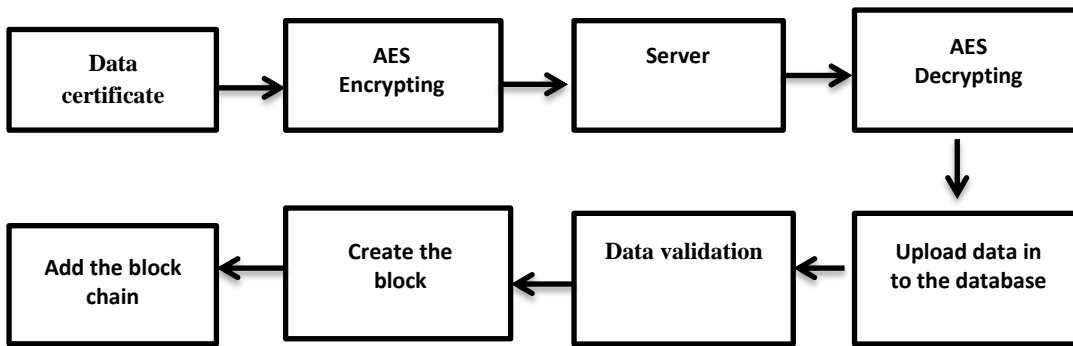 Data
certificate
AES
Encrypting
Server
AES
Decrypting
Upload data in
to the database
Data validation
Create the
block
Add the block
chain